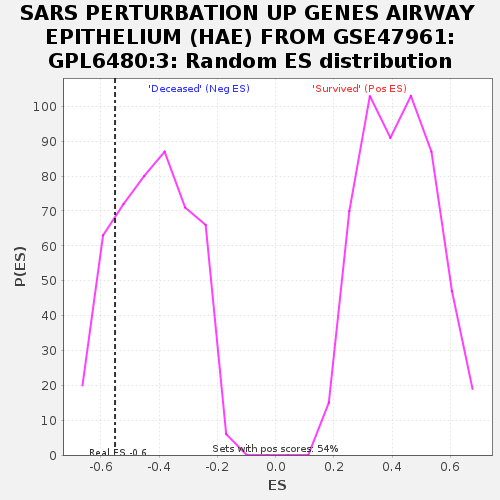 SARS PERTURBATION UP GENES AIRWAY
EPITHELIUM (HAE) FROM GSE47961:
GPL6480:3: Random ES distribution
'Deceased' (Neg ES) 'Survived' (Pos ES)
P(ES)
100
90
80
70
60
50
40
30
20
10
0
Real ES -0.6
Sets with pos scores: 54%
-0.6 -0.4 -0.2 0.0 0.2 0.4 0.6
ES